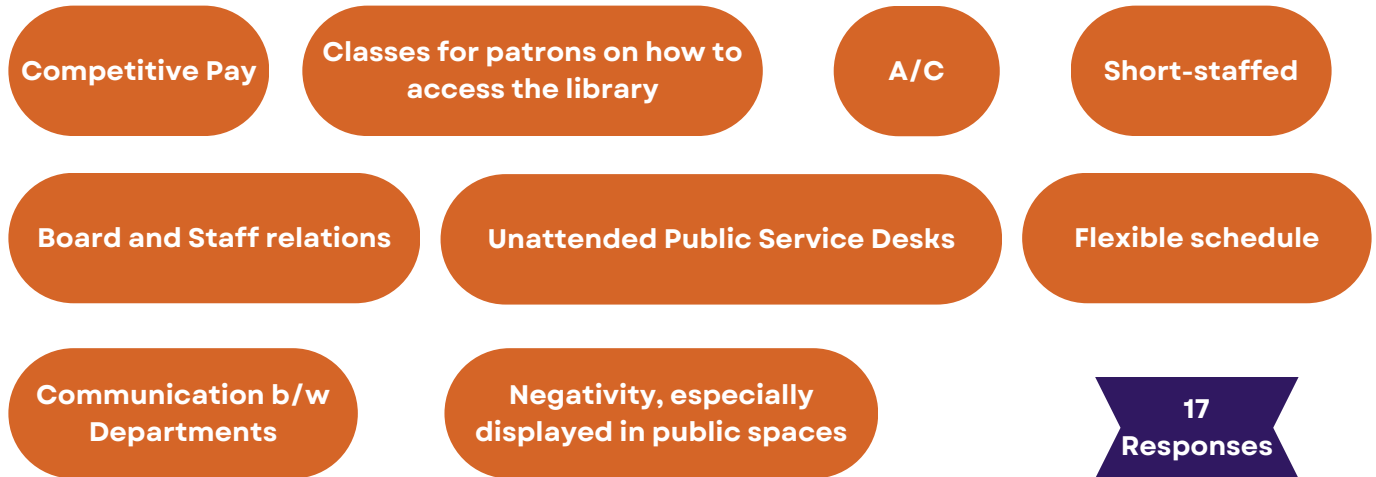 Competitive Pay
Classes for patrons on how to
access the library
A/C
Short-staffed
Board and Staff relations
Unattended Public Service Desks
Flexible schedule
Communication b/w
Departments
Negativity, especially
displayed in public spaces
17
Responses